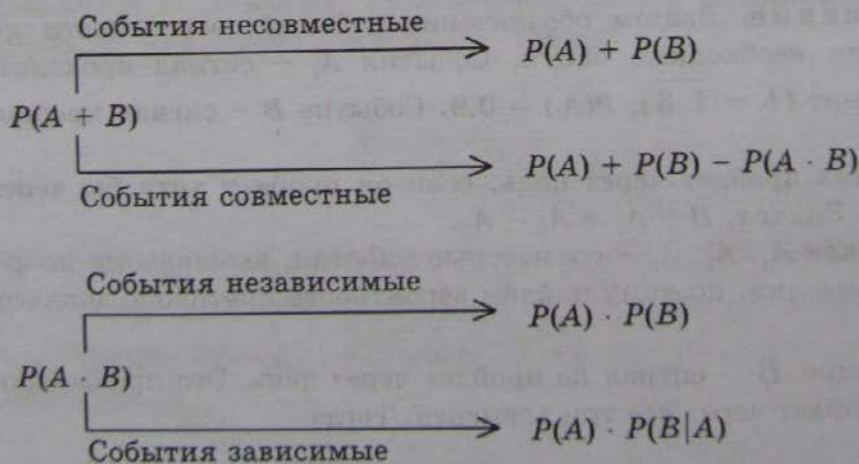 События несовместные
P(A) + P(B)
P(A + B)
P(A) + P(B) − P(A · B)
События совместные
События независимые
P(A) · P(B)
P(A B)
P(A) · P(B|A)
События зависимые